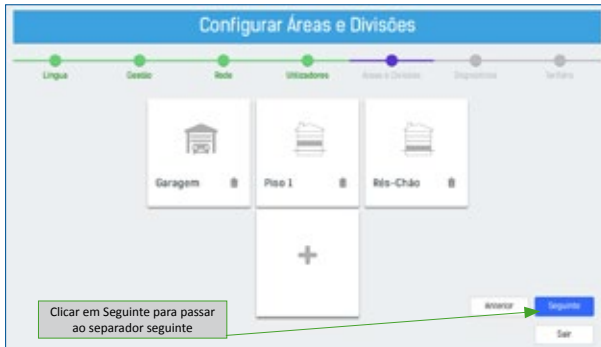 Configurar Áreas e Divisões
Língua Gestão Rede Utilizadores Áreas e Divisões Dispositivos Tarifário
Garagem Piso 1 Rés-Chão
Clicar em Seguinte para passar
ao separador seguinte
Anterior Seguinte
Sair